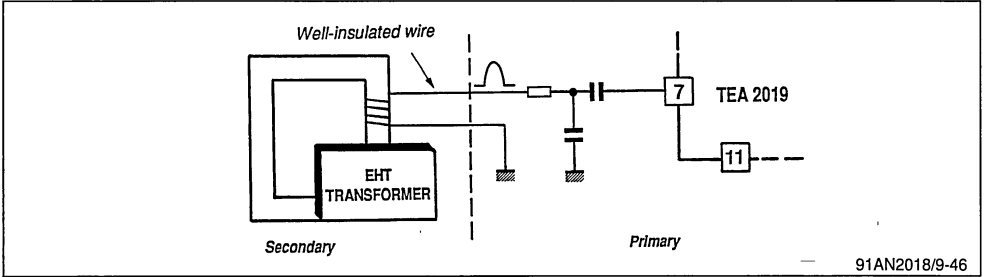 Well-insulated wire
7
TEA 2019
11
EHT
TRANSFORMER
Secondary
Primary
91AN2018/9-46